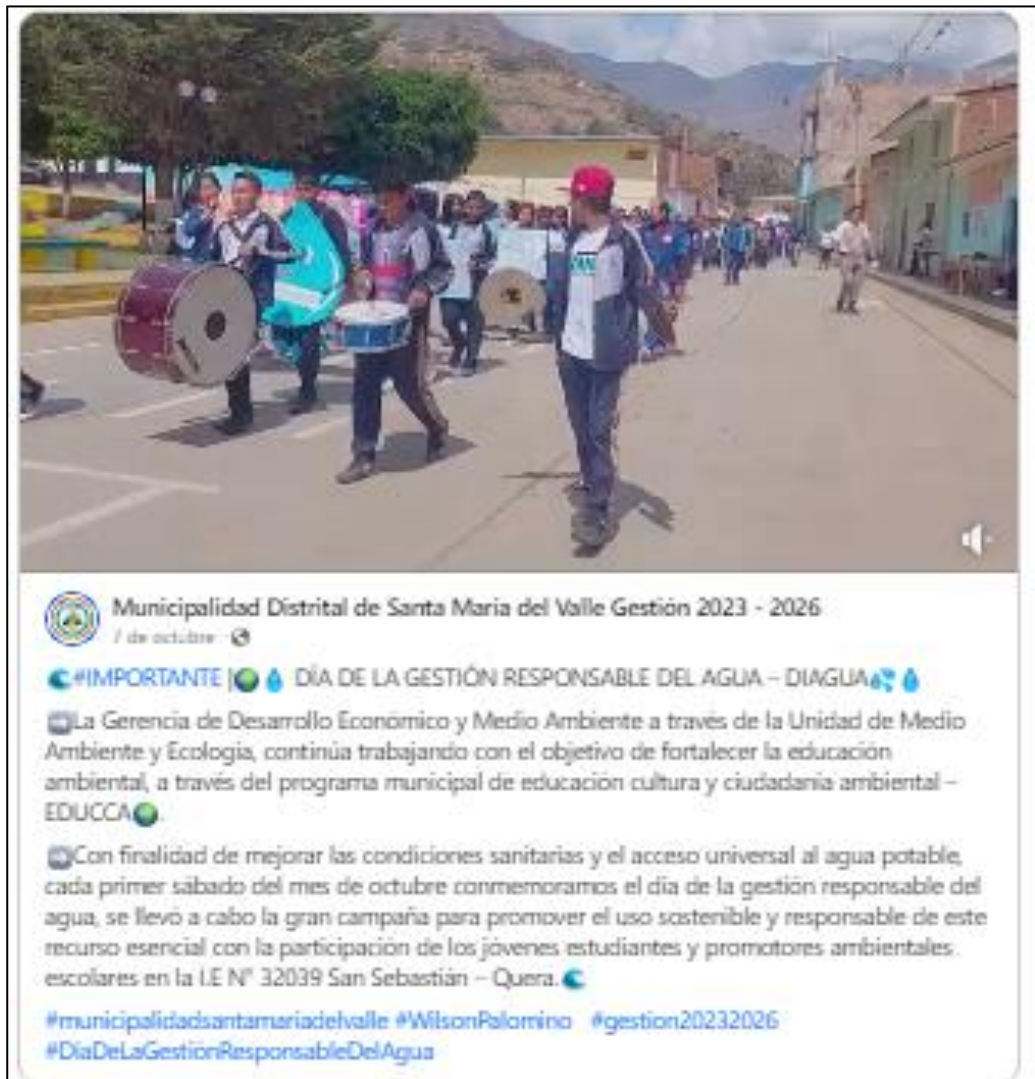 Municipalidad Distrital de Santa Maria del Valle Gestión 2023 - 2026
7 de octubre
#IMPORTANTE | DÍA DE LA GESTIÓN RESPONSABLE DEL AGUA – DIAGUA
La Gerencia de Desarrollo Económico y Medio Ambiente a través de la Unidad de Medio
Ambiente y Ecología, continúa trabajando con el objetivo de fortalecer la educación
ambiental, a través del programa municipal de educación cultura y ciudadanía ambiental –
EDUCCA.
Con finalidad de mejorar las condiciones sanitarias y el acceso universal al agua potable,
cada primer sábado del mes de octubre conmemoramos el día de la gestión responsable del
agua, se llevó a cabo la gran campaña para promover el uso sostenible y responsable de este
recurso esencial con la participación de los jóvenes estudiantes y promotores ambientales
escolares en la I.E N° 32039 San Sebastián – Quera.
#municipalidadsantamariadelvalle #WilsonPalomino #gestion20232026
#DiaDeLaGestiónResponsableDelAgua